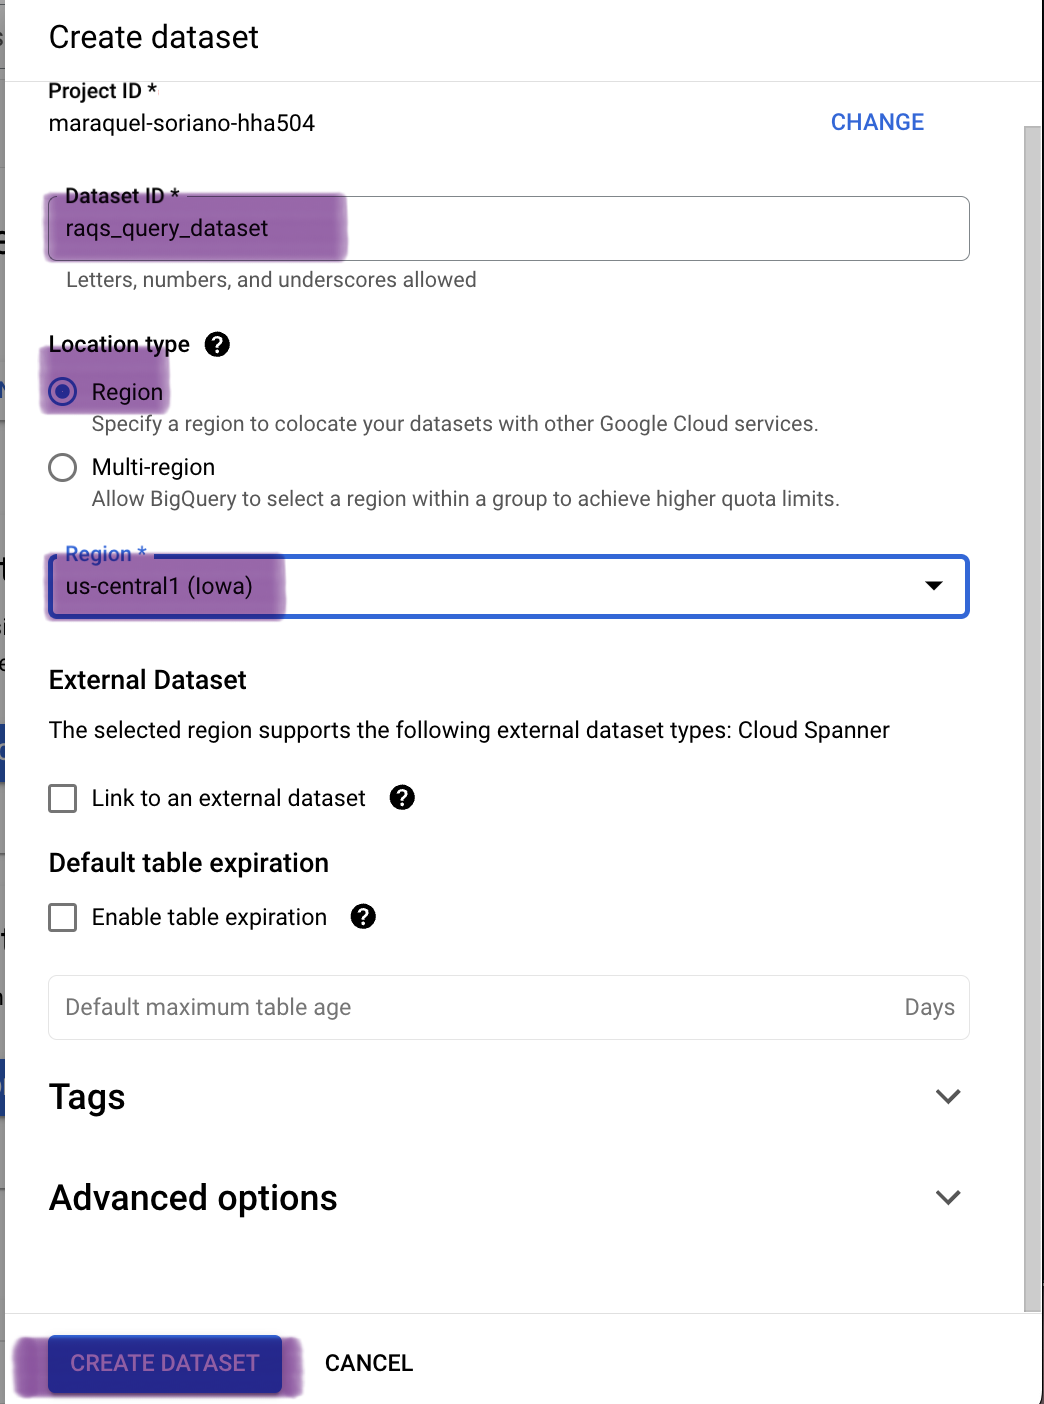 Create dataset
Project ID *
maraquel-soriano-hha504
CHANGE
Dataset ID *
raqs_query_dataset
Letters, numbers, and underscores allowed
Location type
Region
Specify a region to colocate your datasets with other Google Cloud services.
Multi-region
Allow BigQuery to select a region within a group to achieve higher quota limits.
Region *
us-central1 (Iowa)
External Dataset
The selected region supports the following external dataset types: Cloud Spanner
Link to an external dataset
Default table expiration
Enable table expiration
Default maximum table age Days
Tags
Advanced options
CREATE DATASET CANCEL